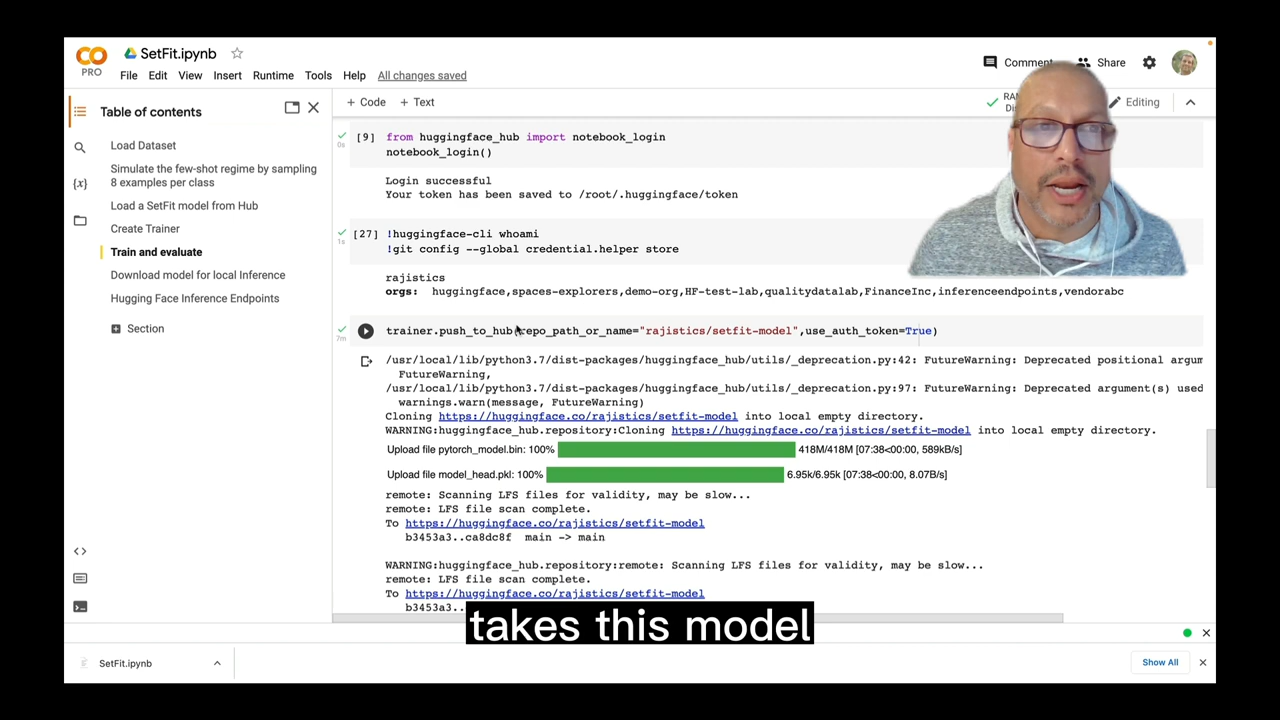 SetFit.ipynb
PRO
File Edit View Insert Runtime Tools Help All changes saved
Comment
Share
Table of contents
+ Code + Text
Editing
Load Dataset
Simulate the few-shot regime by sampling
8 examples per class
Load a SetFit model from Hub
Create Trainer
Train and evaluate
Download model for local Inference
Hugging Face Inference Endpoints
Section
[9] from huggingface_hub import notebook_login
0s
notebook_login()
Login successful
Your token has been saved to /root/.huggingface/token
[27] !huggingface-cli whoami
1s
!git config --global credential.helper store
rajistics
orgs: huggingface,spaces-explorers,demo-org,HF-test-lab,qualitydatalab,FinanceInc,inferenceendpoints,vendorabc
trainer.push_to_hub(repo_path_or_name="rajistics/setfit-model",use_auth_token=True)
7m
/usr/local/lib/python3.7/dist-packages/huggingface_hub/utils/_deprecation.py:42: FutureWarning: Deprecated positional argum
FutureWarning,
/usr/local/lib/python3.7/dist-packages/huggingface_hub/utils/_deprecation.py:97: FutureWarning: Deprecated argument(s) used
warnings.warn(message, FutureWarning)
Cloning https://huggingface.co/rajistics/setfit-model into local empty directory.
WARNING:huggingface_hub.repository:Cloning https://huggingface.co/rajistics/setfit-model into local empty directory.
Upload file pytorch_model.bin: 100% 418M/418M [07:38<00:00, 589kB/s]
Upload file model_head.pkl: 100% 6.95k/6.95k [07:38<00:00, 8.07B/s]
remote: Scanning LFS files for validity, may be slow...
remote: LFS file scan complete.
To https://huggingface.co/rajistics/setfit-model
b3453a3..ca8dc8f main -> main
WARNING:huggingface_hub.repository:remote: Scanning LFS files for validity, may be slow...
remote: LFS file scan complete.
To https://huggingface.co/rajistics/setfit-model
b3453a3..
takes this model
SetFit.ipynb
Show All